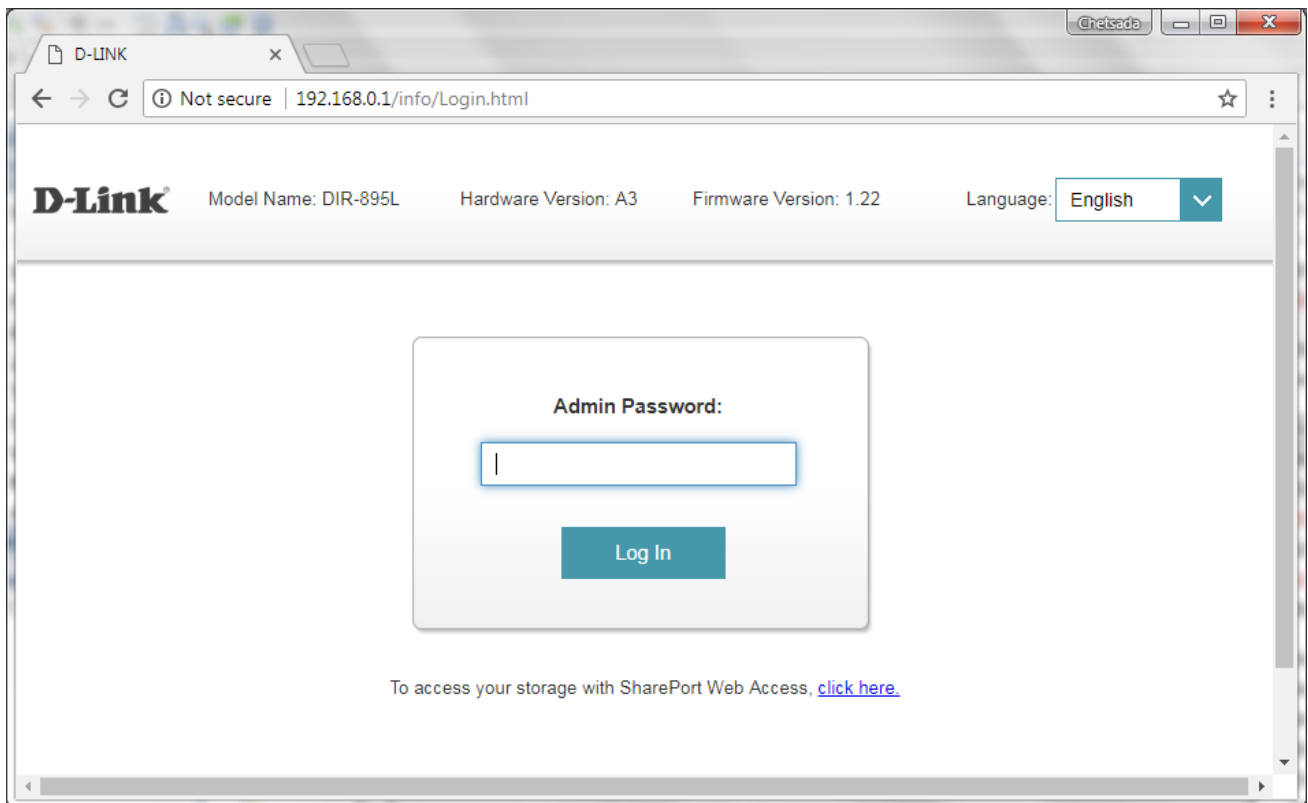 Chetsada
D-LINK
Not secure | 192.168.0.1/info/Login.html
D-Link® Model Name: DIR-895L Hardware Version: A3 Firmware Version: 1.22 Language: English
Admin Password:
Log In
To access your storage with SharePort Web Access, click here.